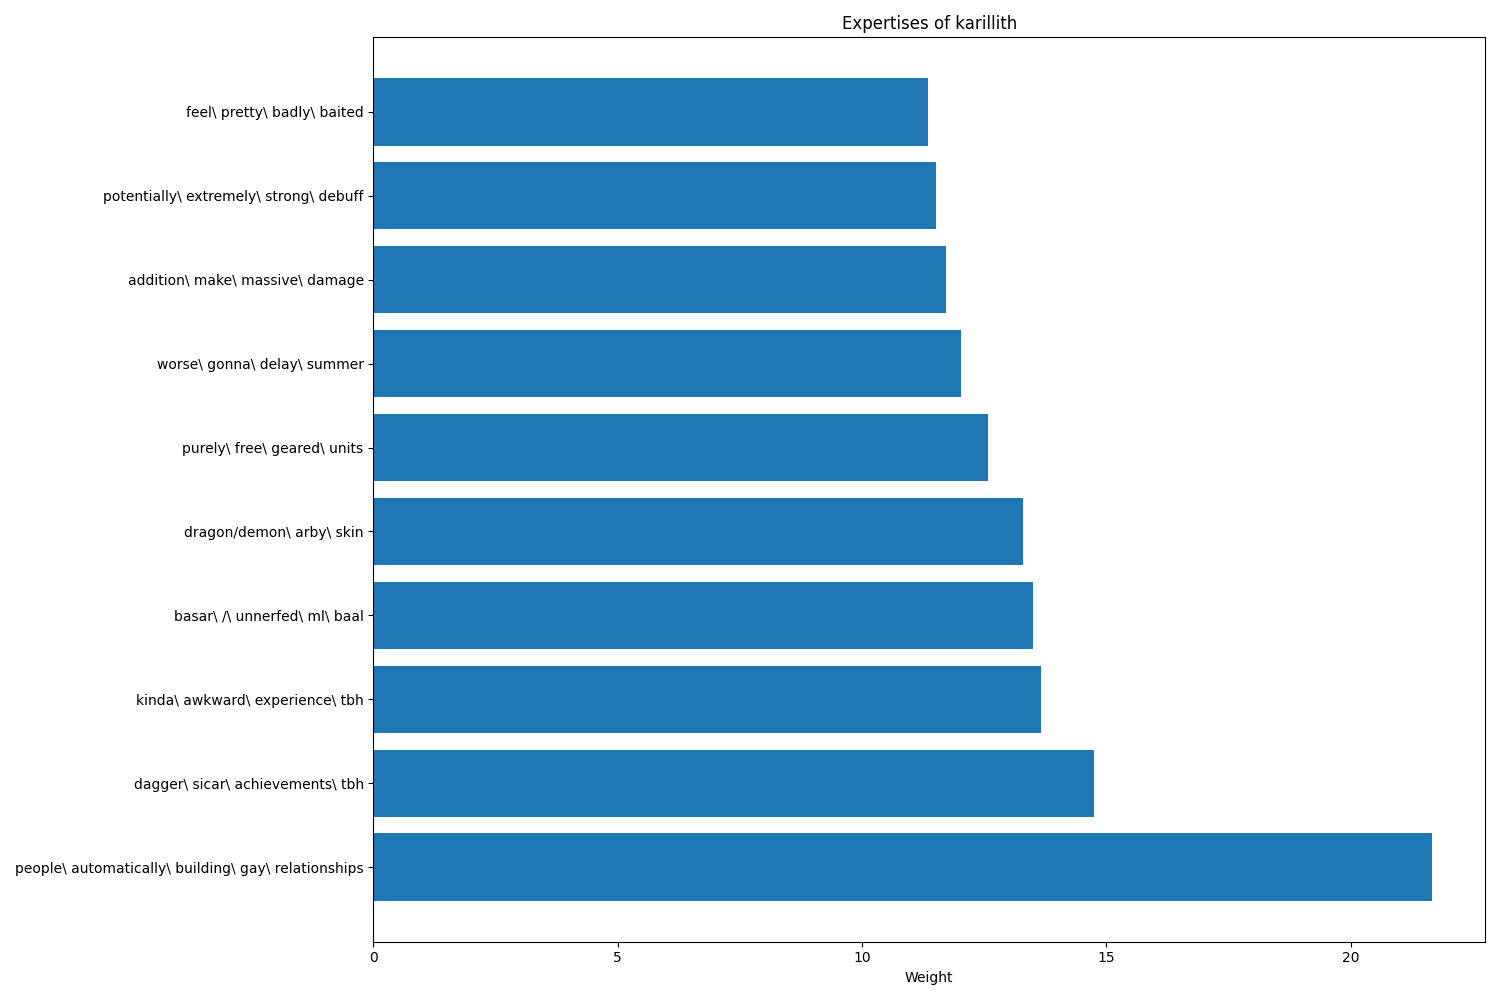 Expertises of karillith
feel\ pretty\ badly\ baited
potentially\ extremely\ strong\ debuff
addition\ make\ massive\ damage
worse\ gonna\ delay\ summer
purely\ free\ geared\ units
dragon/demon\ arby\ skin
basar\ /\ unnerfed\ ml\ baal
kinda\ awkward\ experience\ tbh
dagger\ sicar\ achievements\ tbh
people\ automatically\ building\ gay\ relationships
0 5 10 15 20
Weight